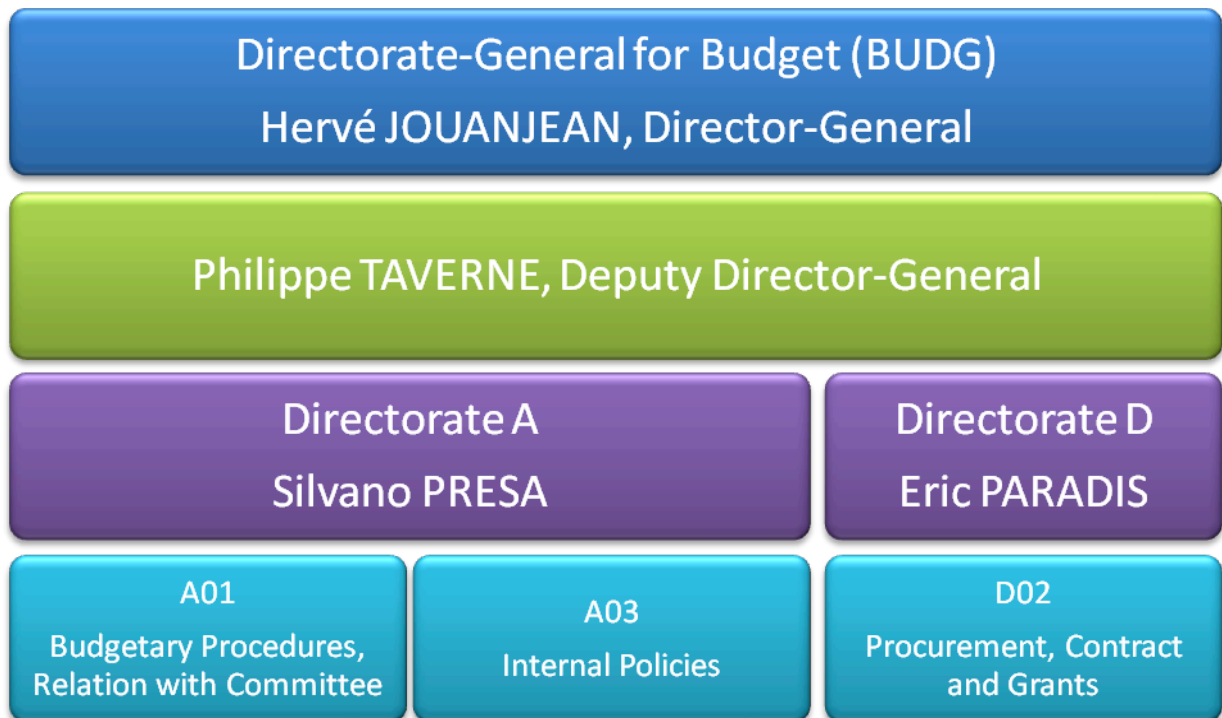 Directorate-General for Budget (BUDG)
Hervé JOUANJEAN, Director-General
Philippe TAVERNE, Deputy Director-General
Directorate A
Silvano PRESA
Directorate D
Eric PARADIS
A01
Budgetary Procedures,
Relation with Committee
A03
Internal Policies
D02
Procurement, Contract
and Grants